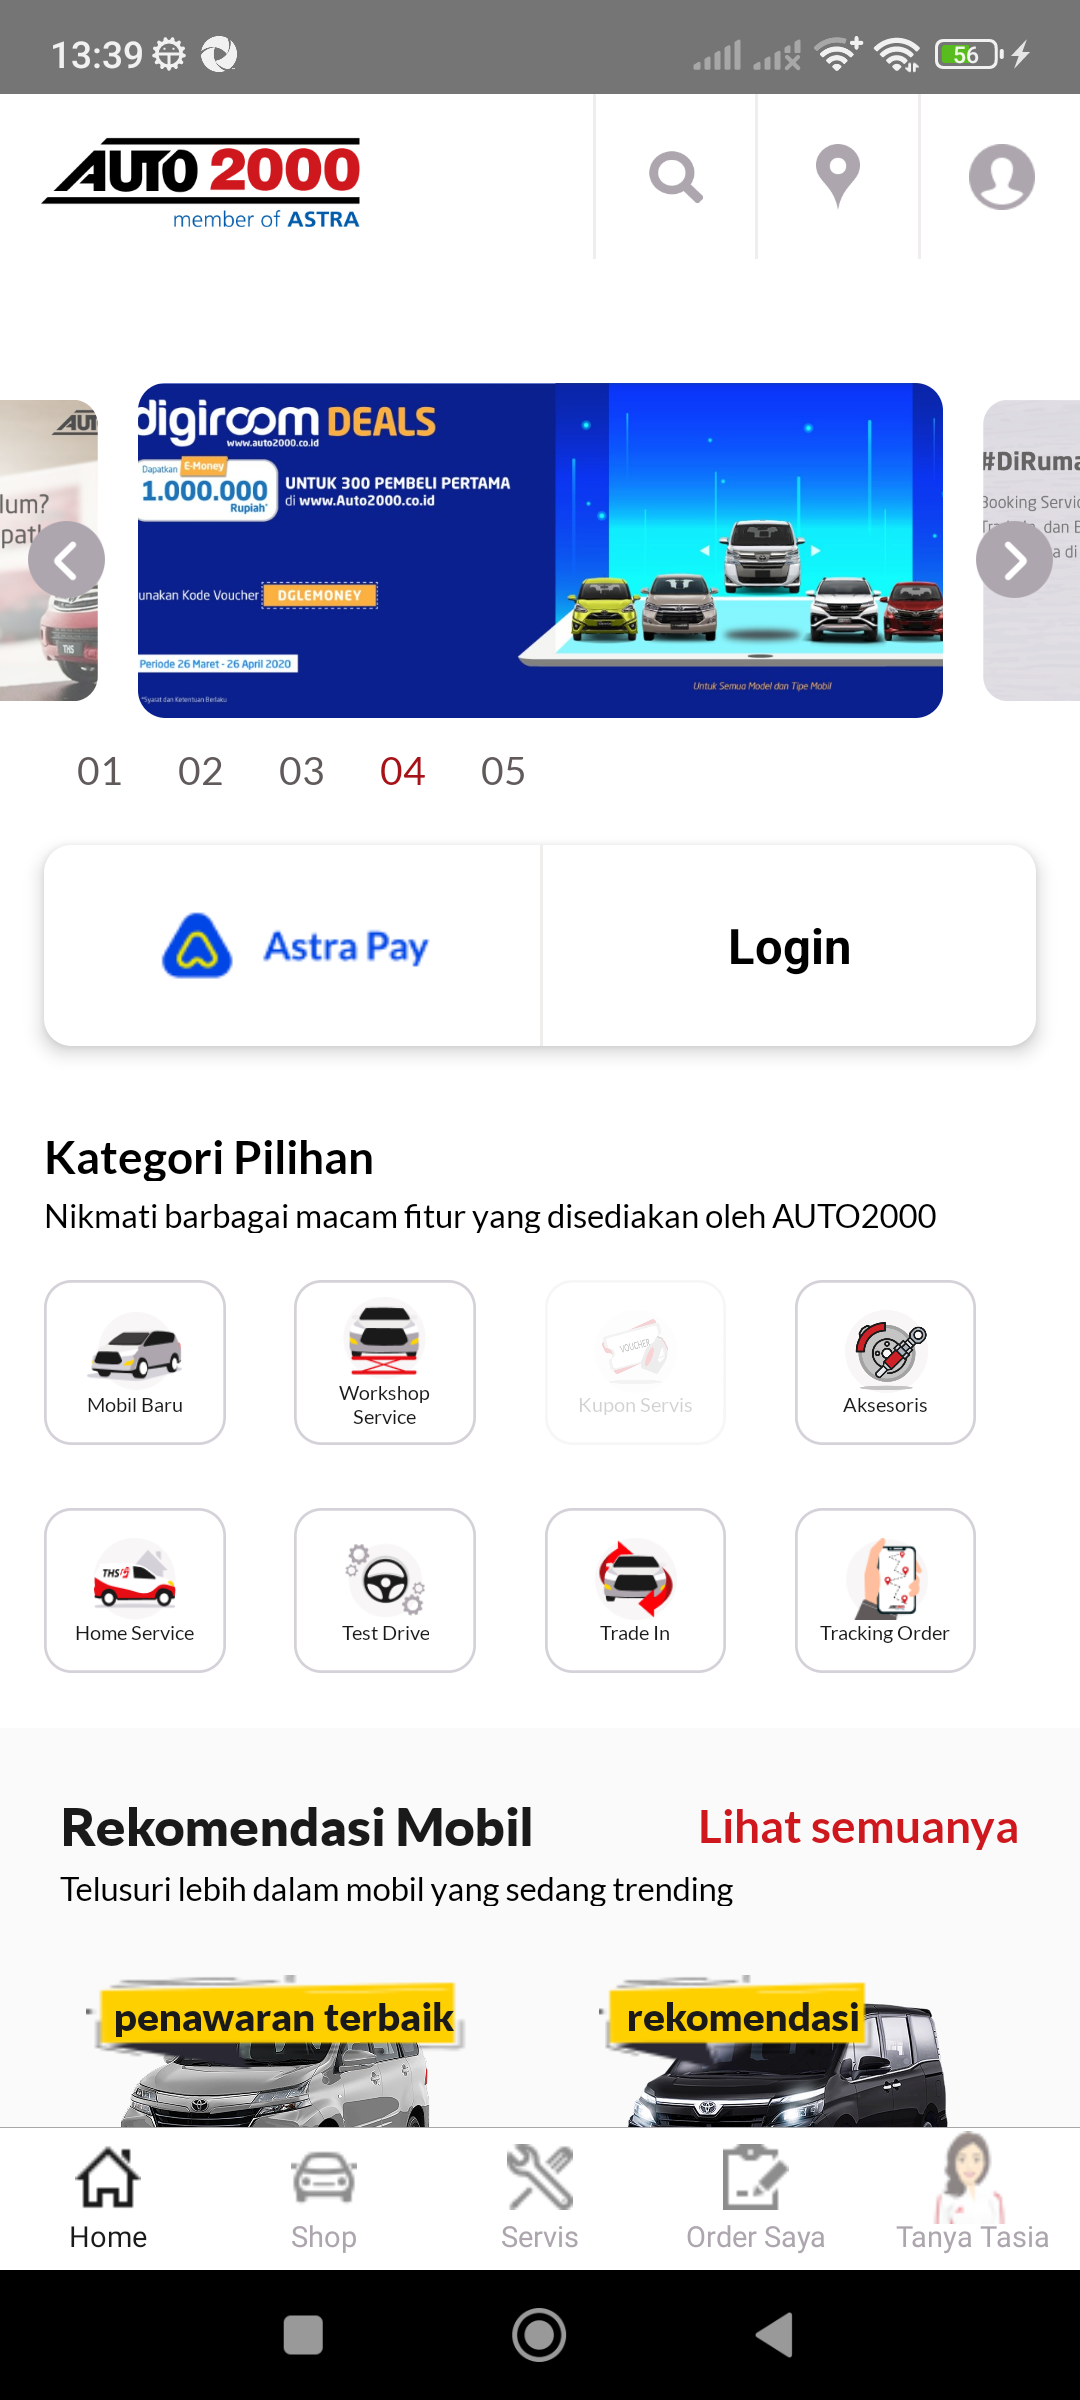 13:39
56
AUTO 2000
member of ASTRA
digiroom DEALS
www.auto2000.co.id
Dapatkan E-Money
1.000.000
Rupiah*
UNTUK 300 PEMBELI PERTAMA
di www.Auto2000.co.id
unakan Kode Voucher DGLEMONEY
Periode 26 Maret - 26 April 2020
*Syarat dan Ketentuan Berlaku
Untuk Semua Model dan Tipe Mobil
lum?
pat
THS
#DiRuma
Booking Servic
dan
a di
01 02 03 04 05
Astra Pay
Login
Kategori Pilihan
Nikmati barbagai macam fitur yang disediakan oleh AUTO2000
Mobil Baru
Workshop
Service
VOUCHER
Kupon Servis
Aksesoris
THS
Home Service
Test Drive
Trade In
Tracking Order
Rekomendasi Mobil
Lihat semuanya
Telusuri lebih dalam mobil yang sedang trending
penawaran terbaik
rekomendasi
Home
Shop
Servis
Order Saya
Tanya Tasia